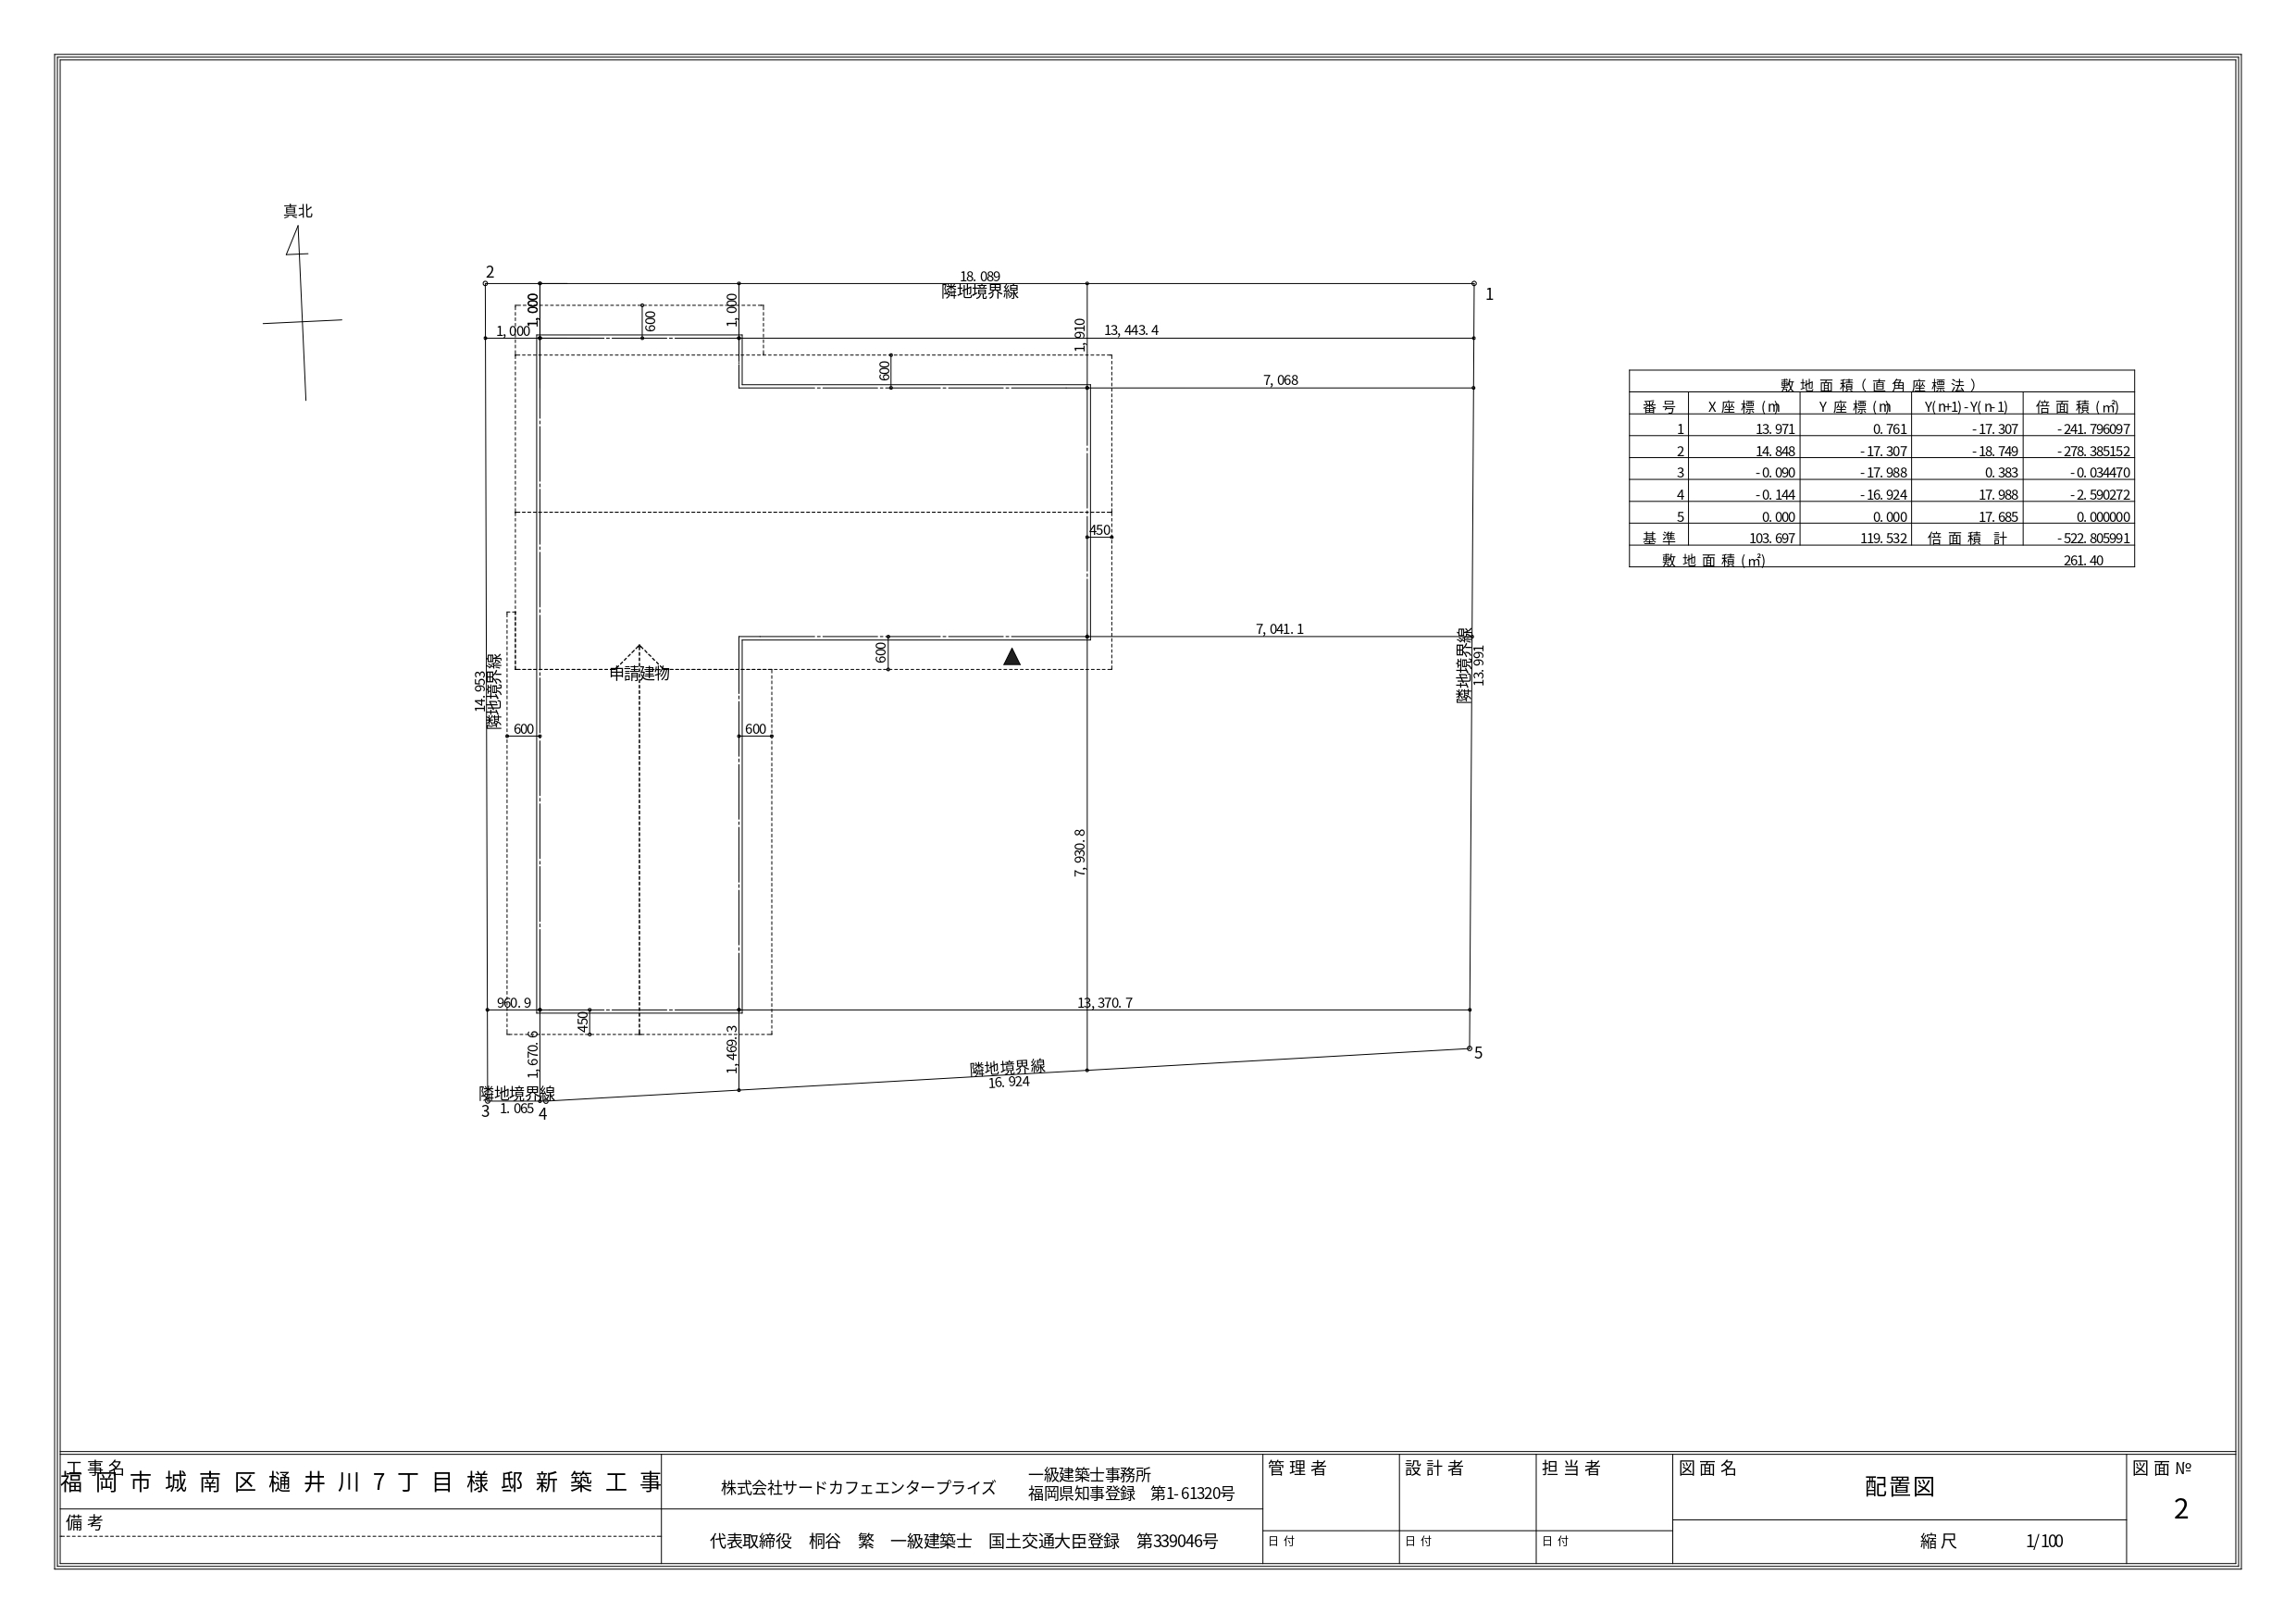 真北
2
18.089
隣地境界線
1
1,000
1,000
1,000
600
13,443.4
1,910
600
7,068
敷地面積(直角座標法)
番号 X座標(m) Y座標(m) Y(n+1)-Y(n-1) 倍面積(㎡)
1 13.971 0.761 -17.307 -241.796097
2 14.848 -17.307 -18.749 -278.385152
3 -0.090 -17.988 0.383 -0.034470
4 -0.144 -16.924 17.988 -2.590272
5 0.000 0.000 17.685 0.000000
基準 103.697 119.532 倍面積 計 -522.805991
敷地面積(㎡) 261.40
450
7,041.1
600
申請建物
14.953
隣地境界線
隣地境界線
13.991
600
600
7,930.8
960.9
450
13,370.7
1,670.6
1,469.3
隣地境界線
16.924
5
隣地境界線
3 1.065 4
工事名
福岡市城南区樋井川7丁目様邸新築工事
備考
株式会社サードカフェエンタープライズ
一級建築士事務所
福岡県知事登録 第1-61320号
代表取締役 桐谷 繁 一級建築士 国土交通大臣登録 第339046号
管理者
日付
設計者
日付
担当者
日付
図面名
配置図
縮尺 1/100
図面№
2